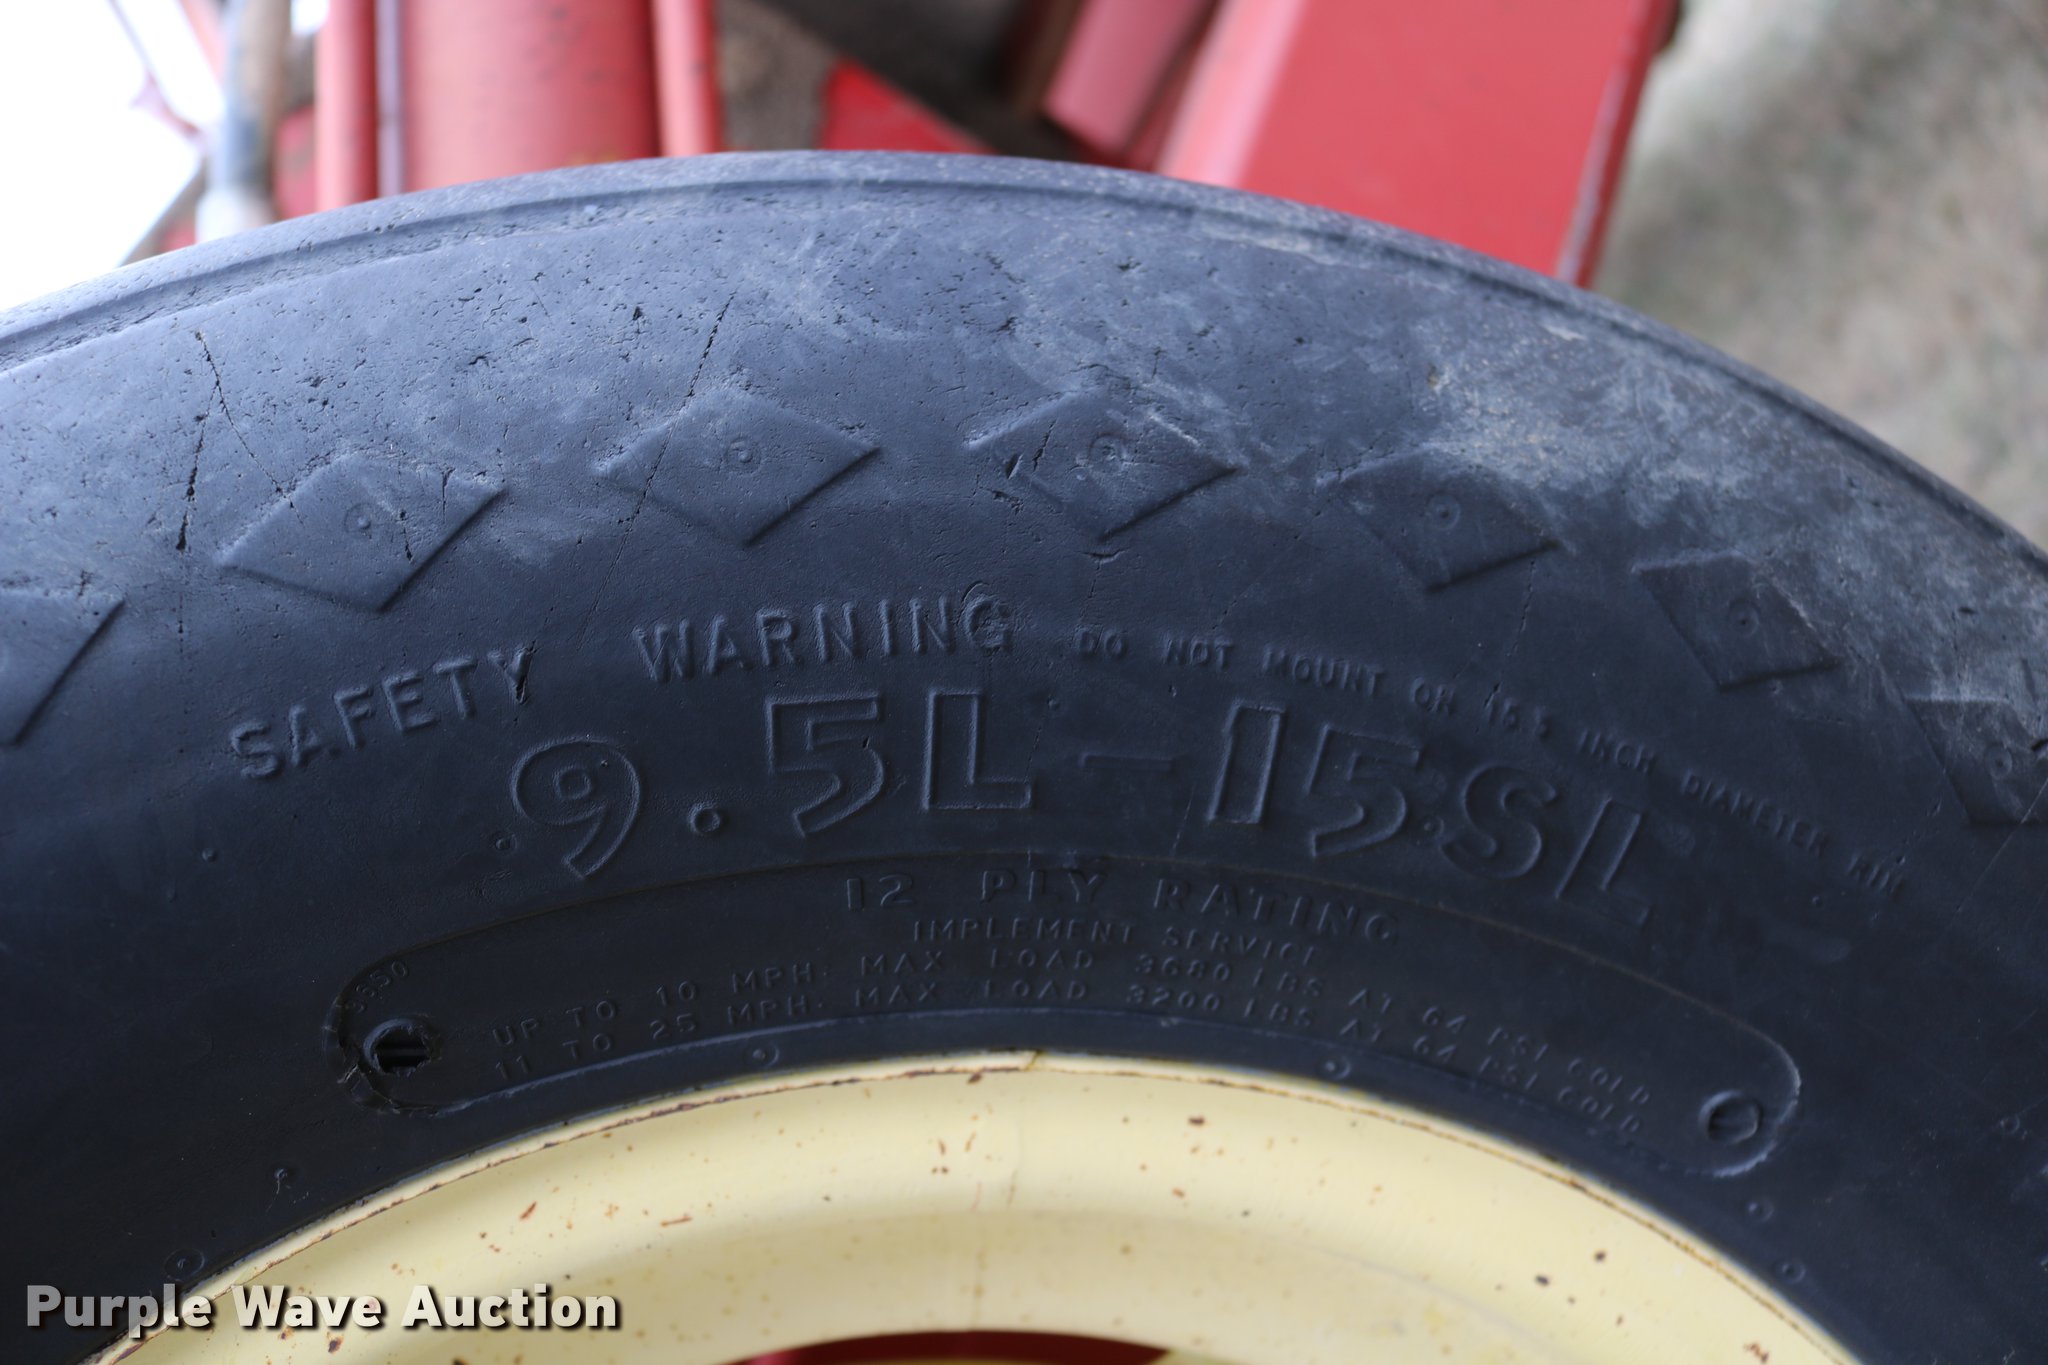 SAFETY WARNING DO NOT MOUNT ON 15.5 INCH DIAMETER RIM
9.5L-15SL
12 PLY RATING
IMPLEMENT SERVICE
UP TO 10 MPH. MAX LOAD 3680 LBS AT 64 PSI COLD
11 TO 25 MPH. MAX LOAD 3200 LBS AT 64 PSI COLD
Purple Wave Auction